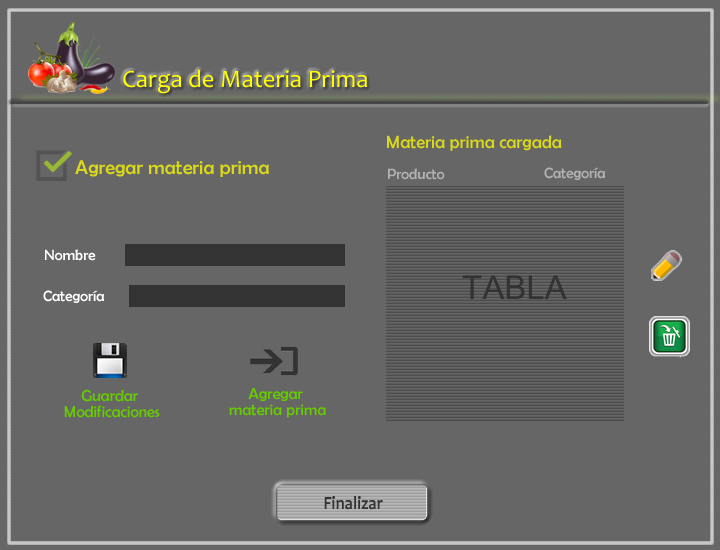 Carga de Materia Prima
Agregar materia prima
Nombre
Categoría
Guardar
Modificaciones
Agregar
materia prima
Materia prima cargada
Producto Categoría
TABLA
Finalizar